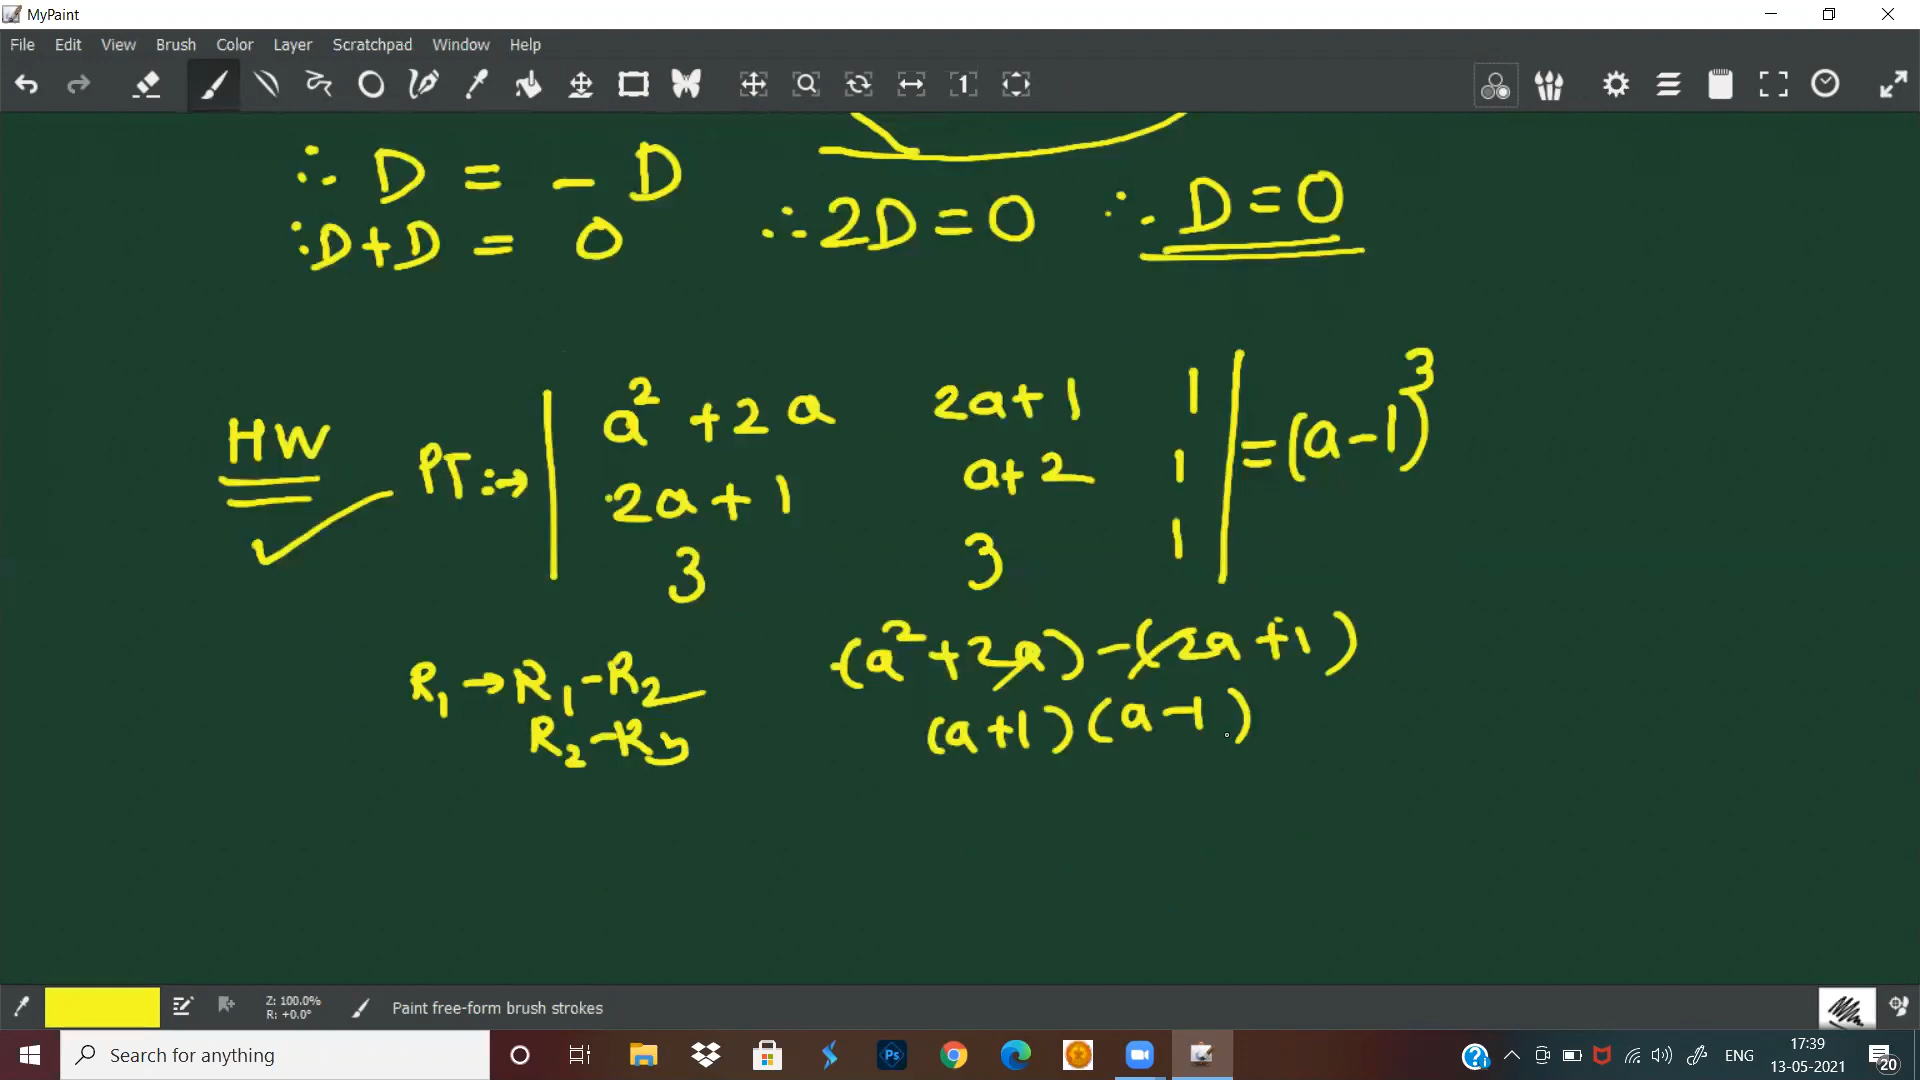 MyPaint
File Edit View Brush Color Layer Scratchpad Window Help
∴ D = - D
∴D+D = 0 ∴2D=0 ∴ D=0
HW PT:→ | a² +2a 2a+1 1 | =(a-1)³
2a+1 a+2 1
3 3 1
R₁→R₁-R₂ (a²+2a)-(2a+1)
R₂-R₃ (a+1)(a-1)
Z: 100.0%
R: +0.0°
Paint free-form brush strokes
Search for anything
Ps
ENG
17:39
13-05-2021
20